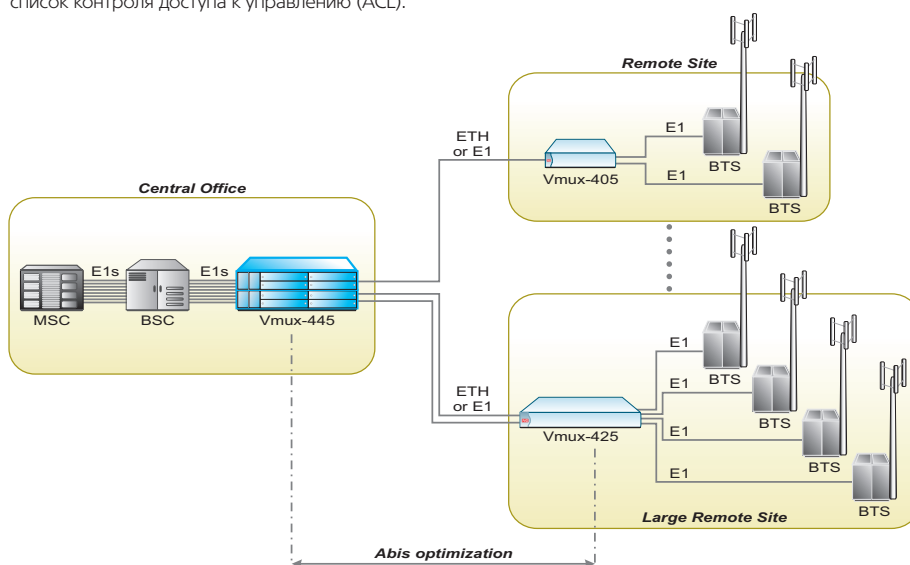 список контроля доступа к управлению (ACL).
Remote Site
E1
BTS
ETH
or E1
Vmux-405
E1
BTS
Central Office
E1s
E1s
MSC
BSC
Vmux-445
ETH
or E1
Vmux-425
E1
BTS
E1
BTS
E1
BTS
E1
BTS
Large Remote Site
Abis optimization